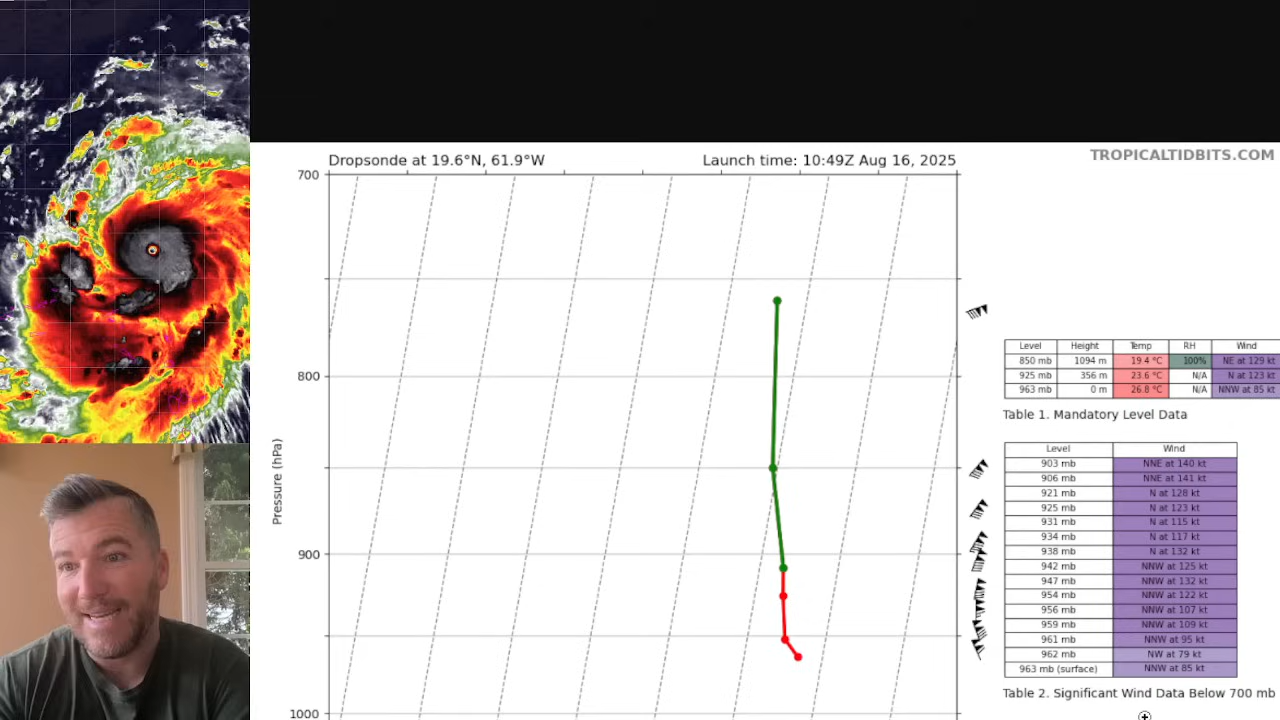 Dropsonde at 19.6°N, 61.9°W
Launch time: 10:49Z Aug 16, 2025
TROPICALTIDBITS.COM
700
800
900
1000
Pressure (hPa)
Level Height Temp RH Wind
850 mb 1094 m 19.4 °C 100% NE at 129 kt
925 mb 356 m 23.6 °C N/A N at 123 kt
963 mb 0 m 26.8 °C N/A NNW at 85 kt
Table 1. Mandatory Level Data
Level Wind
903 mb NNE at 140 kt
906 mb NNE at 141 kt
921 mb N at 128 kt
925 mb N at 123 kt
931 mb N at 115 kt
934 mb N at 117 kt
938 mb N at 132 kt
942 mb NNW at 125 kt
947 mb NNW at 132 kt
954 mb NNW at 122 kt
956 mb NNW at 107 kt
959 mb NNW at 109 kt
961 mb NNW at 95 kt
962 mb NW at 79 kt
963 mb (surface) NNW at 85 kt
Table 2. Significant Wind Data Below 700 mb